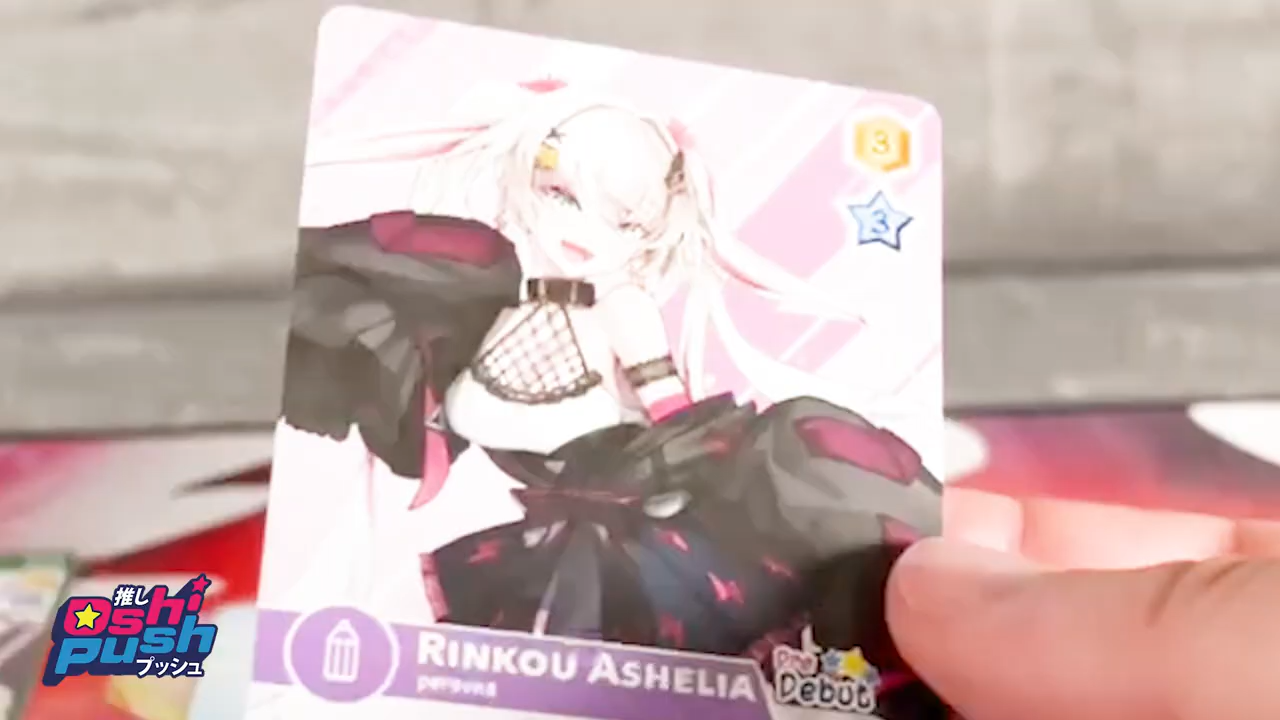 3
3
RINKOU ASHELIA
Pre
Debut
推し
Oshi
push
プッシュ